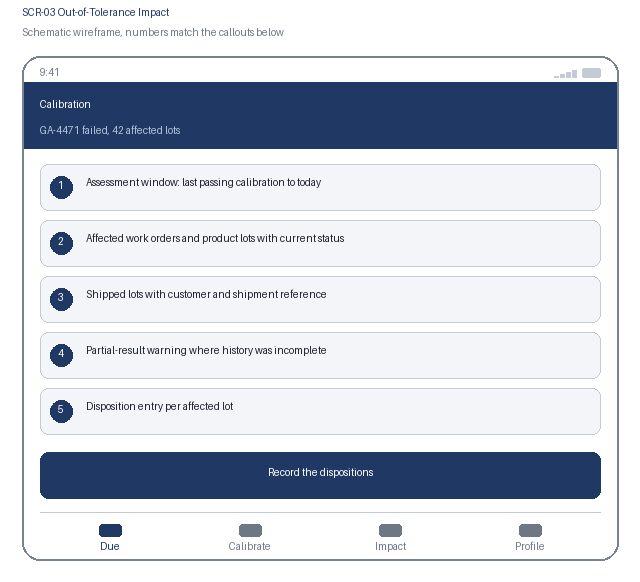 SCR-03 Out-of-Tolerance Impact
Schematic wireframe, numbers match the callouts below
9:41
Calibration
GA-4471 failed, 42 affected lots
1 Assessment window: last passing calibration to today
2 Affected work orders and product lots with current status
3 Shipped lots with customer and shipment reference
4 Partial-result warning where history was incomplete
5 Disposition entry per affected lot
Record the dispositions
Due Calibrate Impact Profile